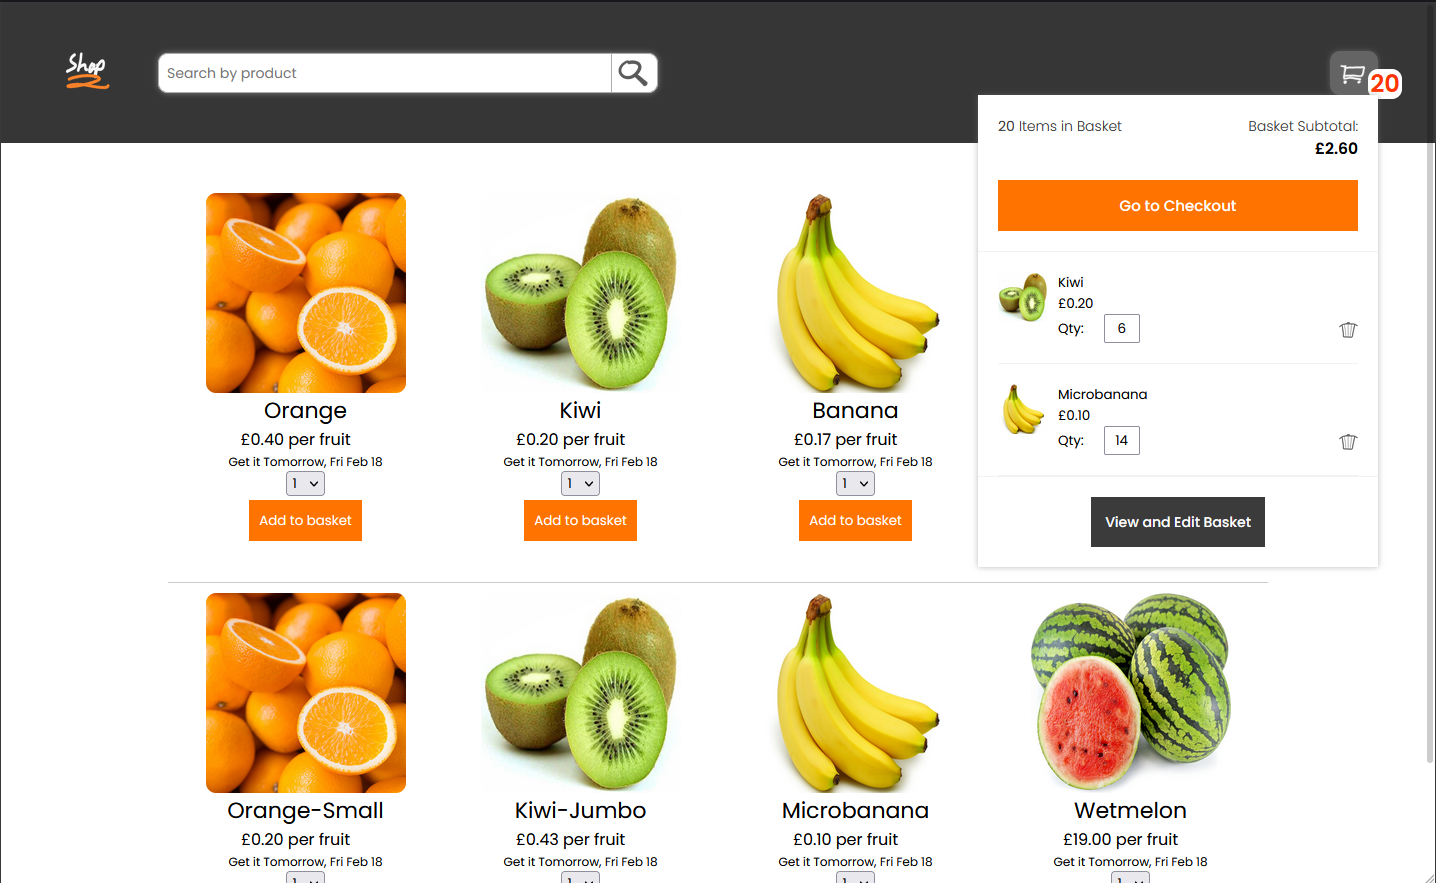 Shop
Search by product
20
20 Items in Basket
Basket Subtotal:
£2.60
Go to Checkout
Kiwi
£0.20
Qty: 6
Microbanana
£0.10
Qty: 14
View and Edit Basket
Orange
£0.40 per fruit
Get it Tomorrow, Fri Feb 18
1
Add to basket
Kiwi
£0.20 per fruit
Get it Tomorrow, Fri Feb 18
1
Add to basket
Banana
£0.17 per fruit
Get it Tomorrow, Fri Feb 18
1
Add to basket
Orange-Small
£0.20 per fruit
Get it Tomorrow, Fri Feb 18
1
Kiwi-Jumbo
£0.43 per fruit
Get it Tomorrow, Fri Feb 18
1
Microbanana
£0.10 per fruit
Get it Tomorrow, Fri Feb 18
1
Wetmelon
£19.00 per fruit
Get it Tomorrow, Fri Feb 18
1